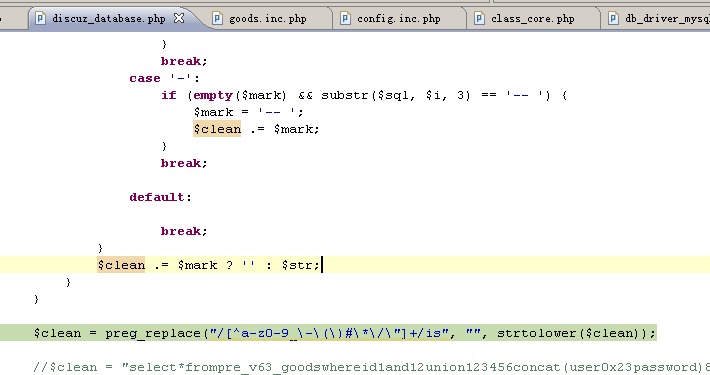 discuz_database.php
goods.inc.php
config.inc.php
class_core.php
db_driver_mysql
}
break;
case '-':
if (empty($mark) && substr($sql, $i, 3) == '-- ') {
$mark = '-- ';
$clean .= $mark;
}
break;
default:
break;
}
$clean .= $mark ? '' : $str;
}
}
$clean = preg_replace("/[^a-z0-9_\-\(\)#\*\/\"]+/is", "", strtolower($clean));
//$clean = "select*frompre_v63_goodswhereid1and12union123456concat(user0x23password)8